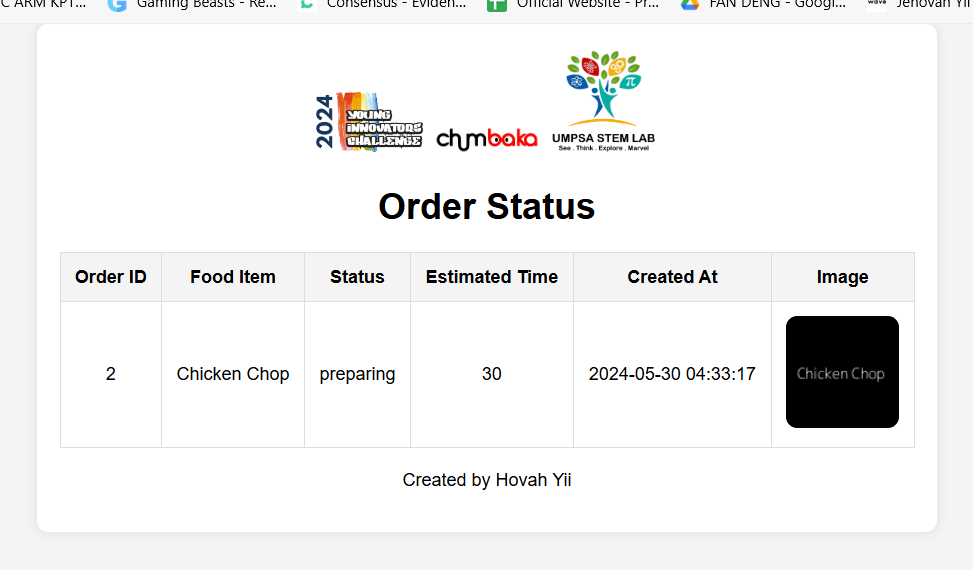 C ARM KPT... Gaming Beasts - Re... Consensus - Eviden... Official Website - Pr... FAN DENG - Googl... wave Jehovah Yii
2024 YOUNG INNOVATORS CHALLENGE
chumbaka
π
UMPSA STEM LAB
See . Think . Explore . Marvel
Order Status
Order ID Food Item Status Estimated Time Created At Image
2 Chicken Chop preparing 30 2024-05-30 04:33:17 Chicken Chop
Created by Hovah Yii